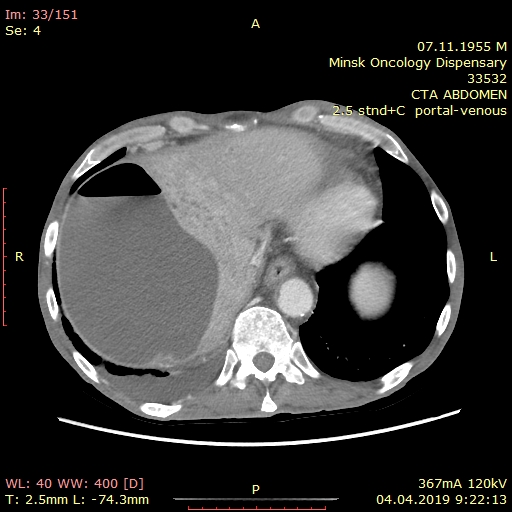 Im: 33/151
Se: 4
A
07.11.1955 M
Minsk Oncology Dispensary
33532
CTA ABDOMEN
2.5 stnd+C portal-venous
R
L
WL: 40 WW: 400 [D]
T: 2.5mm L: -74.3mm
P
367mA 120kV
04.04.2019 9:22:13